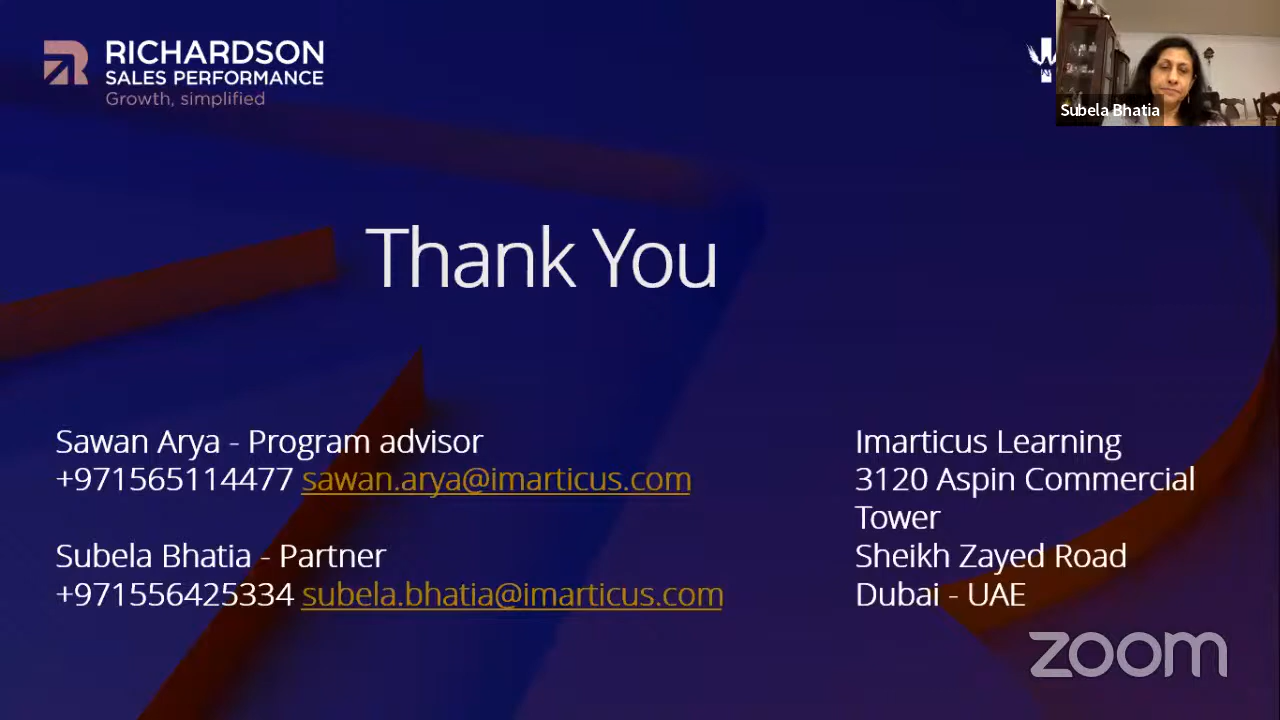 RICHARDSON
SALES PERFORMANCE
Growth, simplified
Subela Bhatia
Thank You
Sawan Arya - Program advisor
+971565114477 sawan.arya@imarticus.com
Subela Bhatia - Partner
+971556425334 subela.bhatia@imarticus.com
Imarticus Learning
3120 Aspin Commercial
Tower
Sheikh Zayed Road
Dubai - UAE
zoom